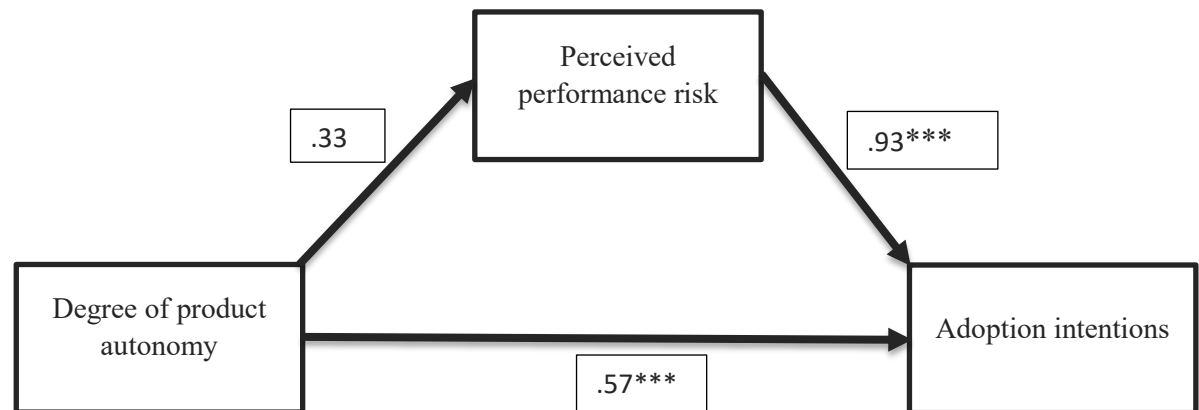 Perceived
performance risk
.33
.93***
Degree of product
autonomy
Adoption intentions
.57***